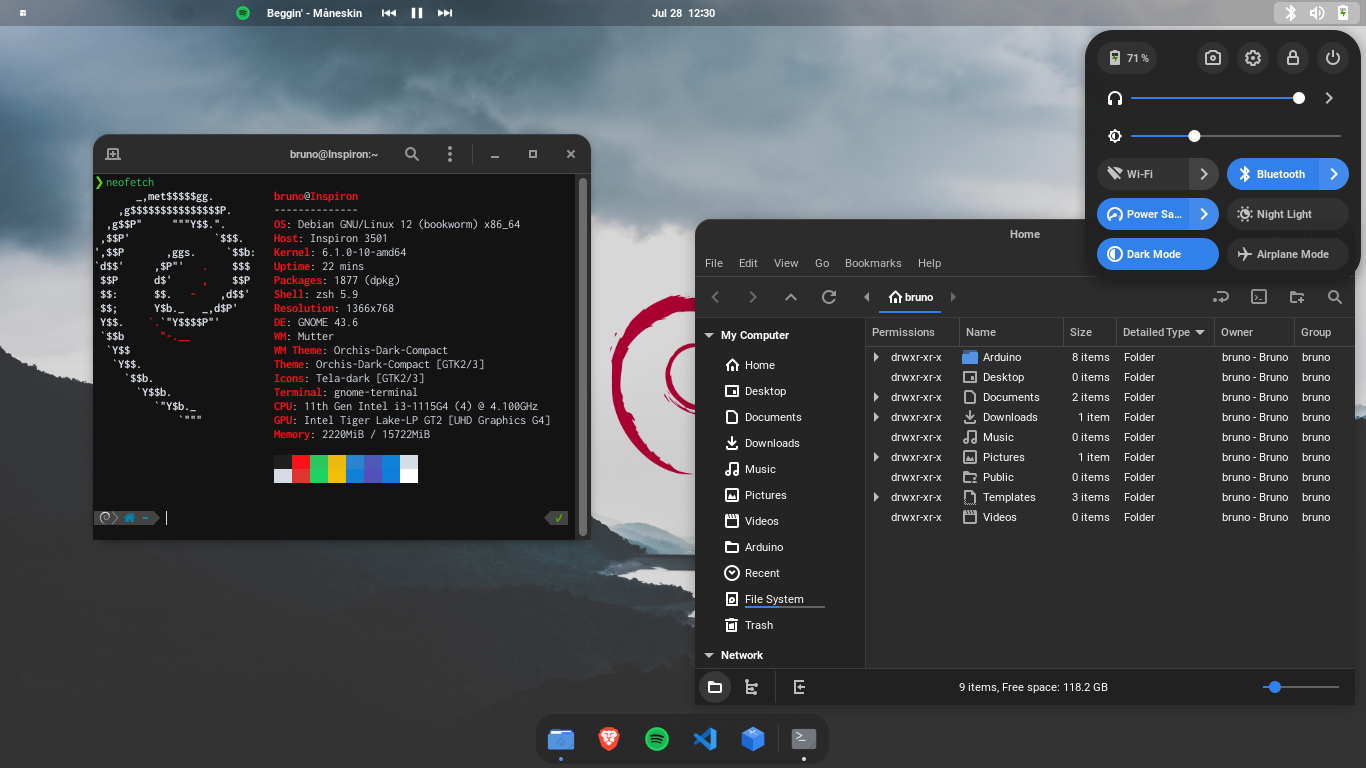 Beggin' - Måneskin
Jul 28 12:30
71 %
Wi-Fi
Bluetooth
Power Sa...
Night Light
Dark Mode
Airplane Mode
bruno@Inspiron:~
❯ neofetch
       _,met$$$$$gg.
    ,g$$$$$$$$$$$$$$$P.
  ,g$$P"     """Y$$.".
 ,$$P'              `$$$.
',$$P       ,ggs.     `$$b:
`d$$'     ,$P"'   .    $$$
 $$P      d$'     ,    $$P
 $$:      $$.   -    ,d$$'
 $$;      Y$b._   _,d$P'
 Y$$.    `.`"Y$$$$P"'
 `$$b      "-.__
  `Y$$
   `Y$$.
     `$$b.
       `Y$$b.
          `"Y$b._
              `"""
bruno@Inspiron
--------------
OS: Debian GNU/Linux 12 (bookworm) x86_64
Host: Inspiron 3501
Kernel: 6.1.0-10-amd64
Uptime: 22 mins
Packages: 1877 (dpkg)
Shell: zsh 5.9
Resolution: 1366x768
DE: GNOME 43.6
WM: Mutter
WM Theme: Orchis-Dark-Compact
Theme: Orchis-Dark-Compact [GTK2/3]
Icons: Tela-dark [GTK2/3]
Terminal: gnome-terminal
CPU: 11th Gen Intel i3-1115G4 (4) @ 4.100GHz
GPU: Intel Tiger Lake-LP GT2 [UHD Graphics G4]
Memory: 2220MiB / 15722MiB
~ ✓
Home
File Edit View Go Bookmarks Help
bruno
My Computer
Home
Desktop
Documents
Downloads
Music
Pictures
Videos
Arduino
Recent
File System
Trash
Network
Permissions Name Size Detailed Type Owner Group
drwxr-xr-x Arduino 8 items Folder bruno - Bruno bruno
drwxr-xr-x Desktop 0 items Folder bruno - Bruno bruno
drwxr-xr-x Documents 2 items Folder bruno - Bruno bruno
drwxr-xr-x Downloads 1 item Folder bruno - Bruno bruno
drwxr-xr-x Music 0 items Folder bruno - Bruno bruno
drwxr-xr-x Pictures 1 item Folder bruno - Bruno bruno
drwxr-xr-x Public 0 items Folder bruno - Bruno bruno
drwxr-xr-x Templates 3 items Folder bruno - Bruno bruno
drwxr-xr-x Videos 0 items Folder bruno - Bruno bruno
9 items, Free space: 118.2 GB